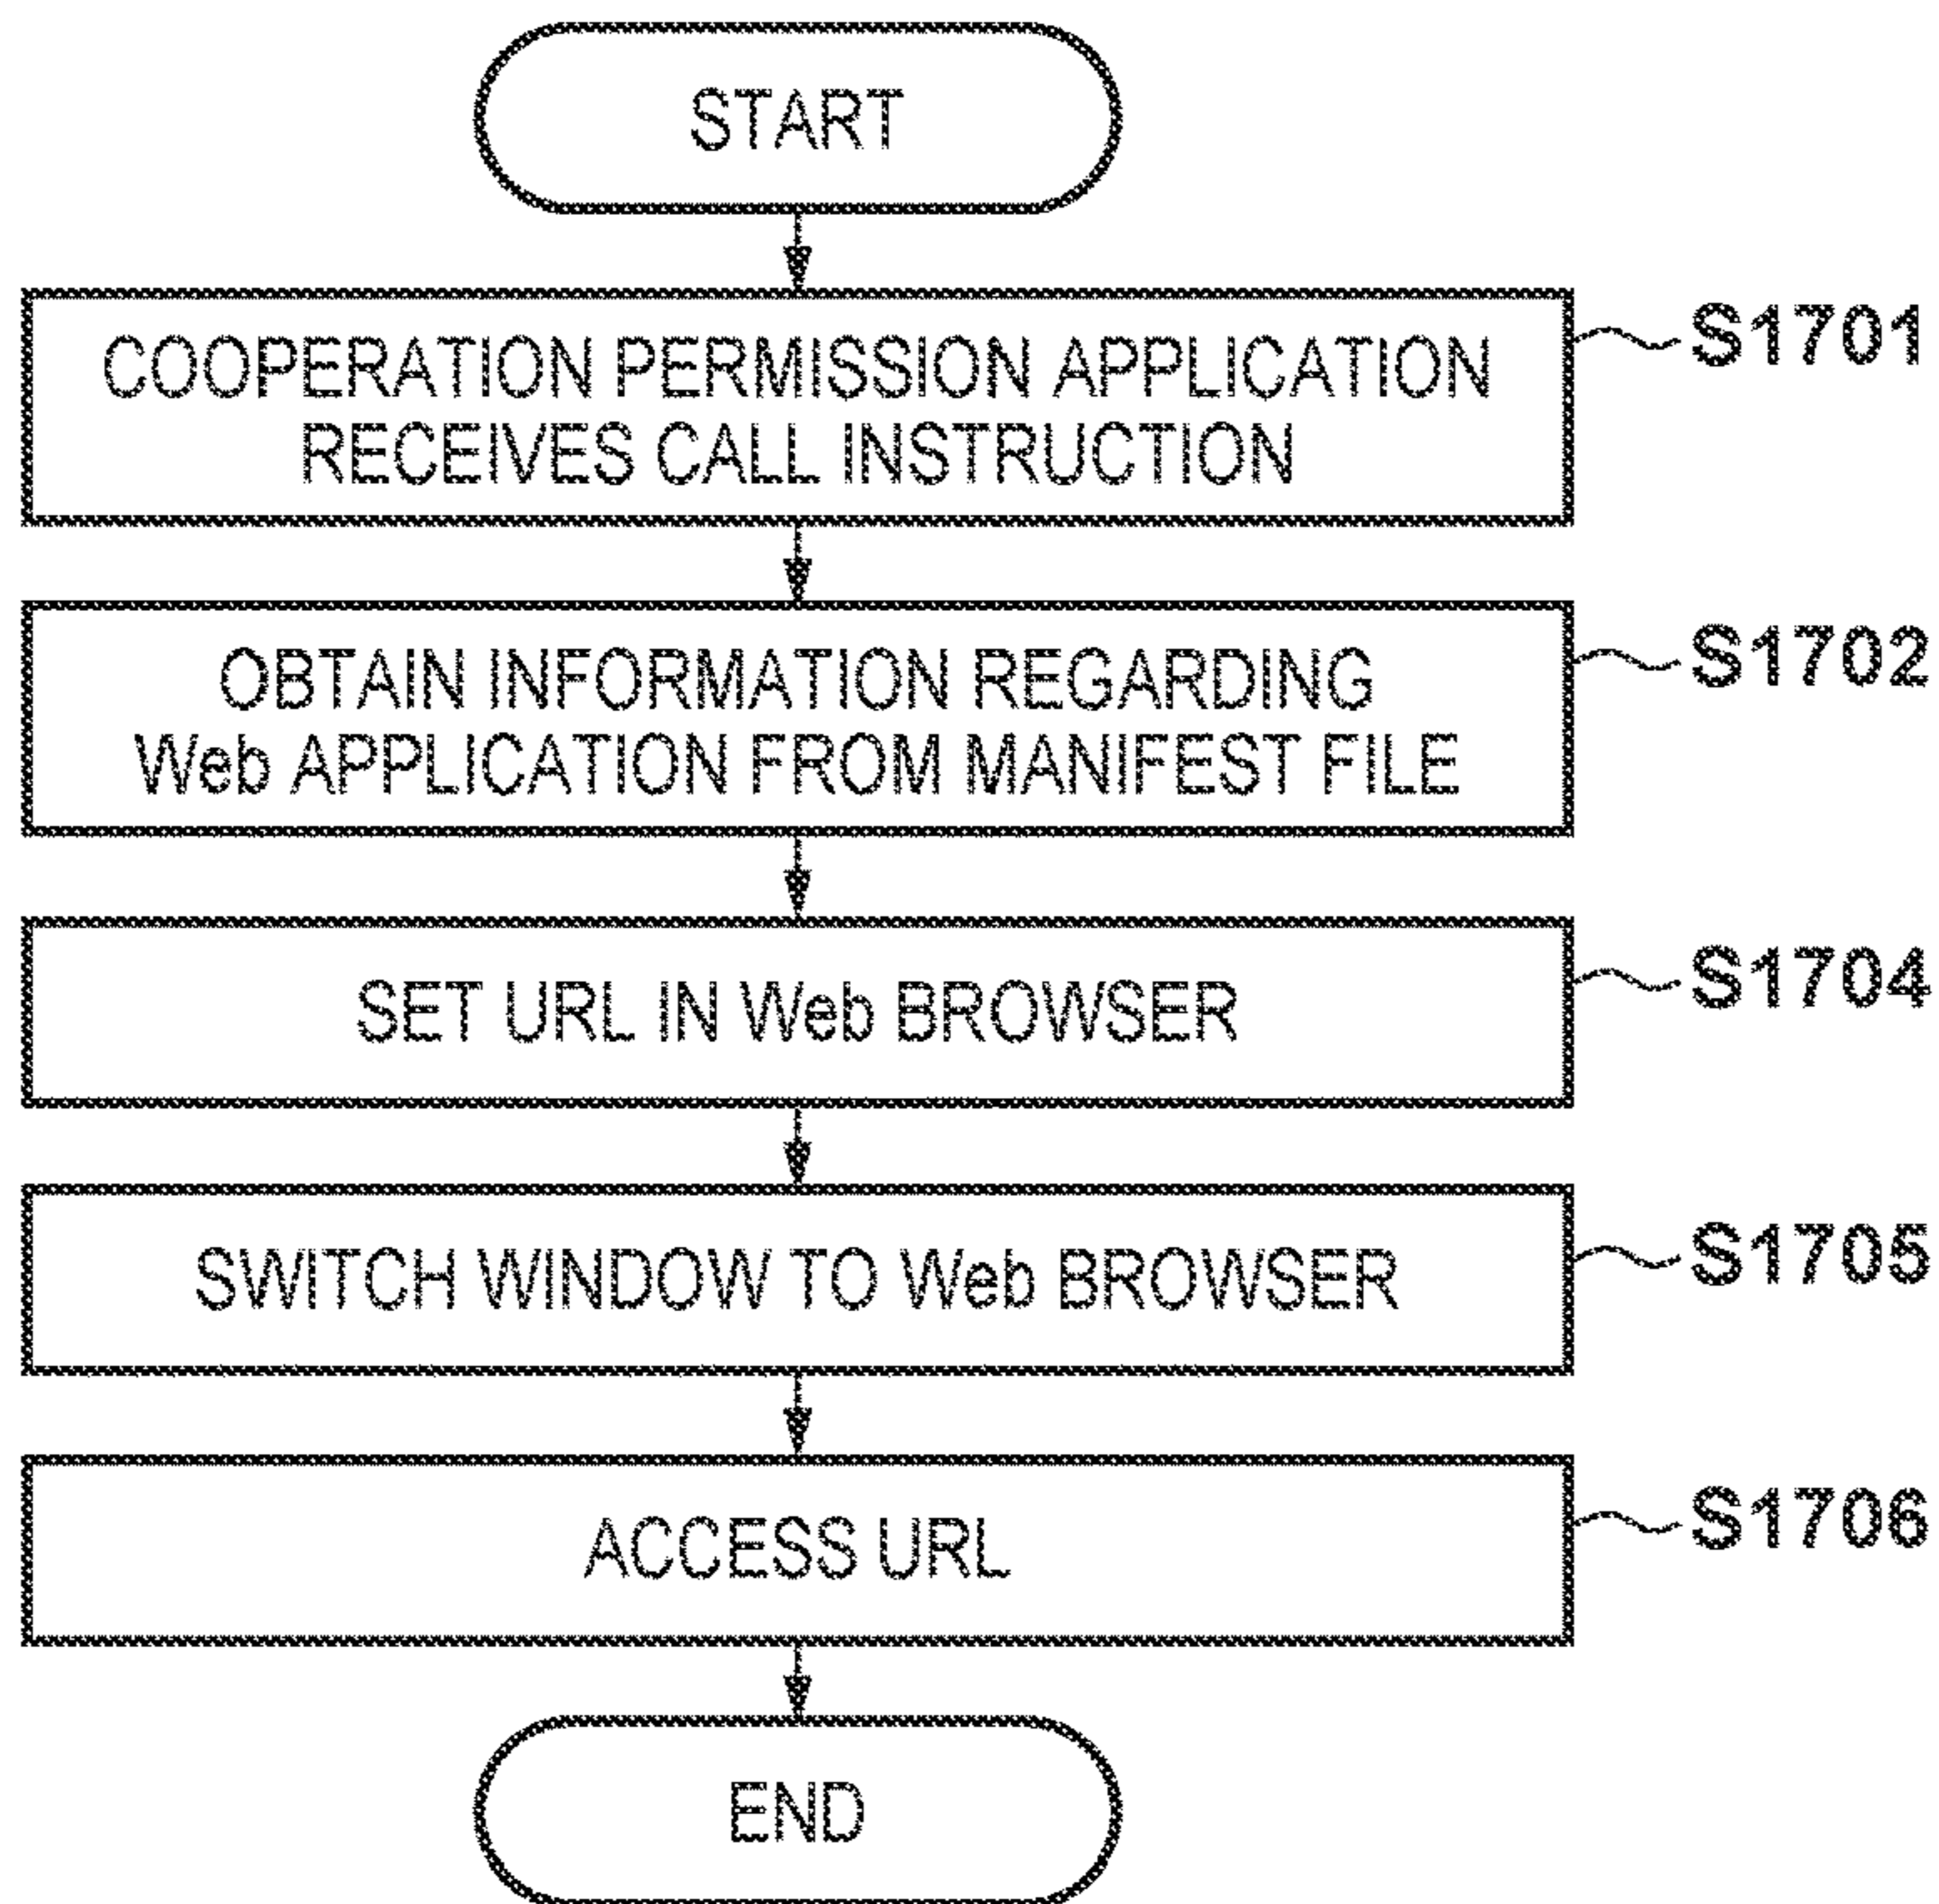 START
COOPERATION PERMISSION APPLICATION
RECEIVES CALL INSTRUCTION
S1701
OBTAIN INFORMATION REGARDING
Web APPLICATION FROM MANIFEST FILE
S1702
SET URL IN Web BROWSER
S1704
SWITCH WINDOW TO Web BROWSER
S1705
ACCESS URL
S1706
END